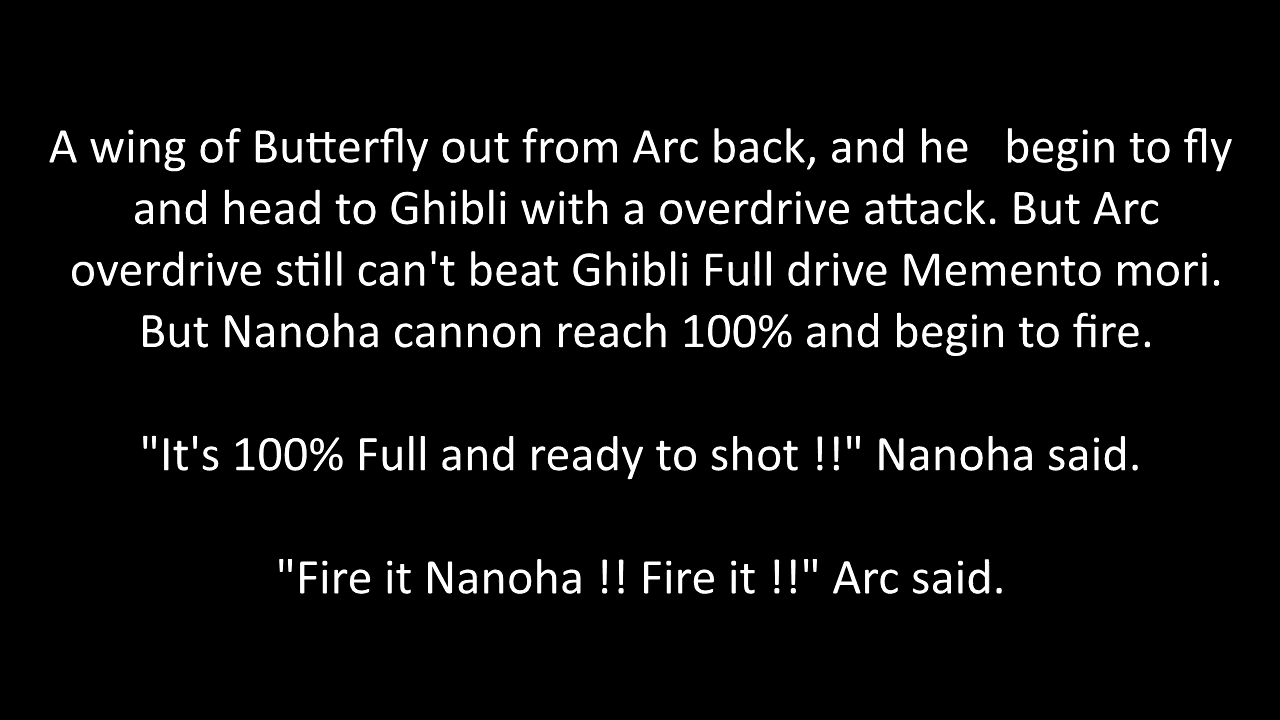 A wing of Butterfly out from Arc back, and he   begin to fly
and head to Ghibli with a overdrive attack. But Arc
overdrive still can't beat Ghibli Full drive Memento mori.
But Nanoha cannon reach 100% and begin to fire.
"It's 100% Full and ready to shot !!" Nanoha said.
"Fire it Nanoha !! Fire it !!" Arc said.